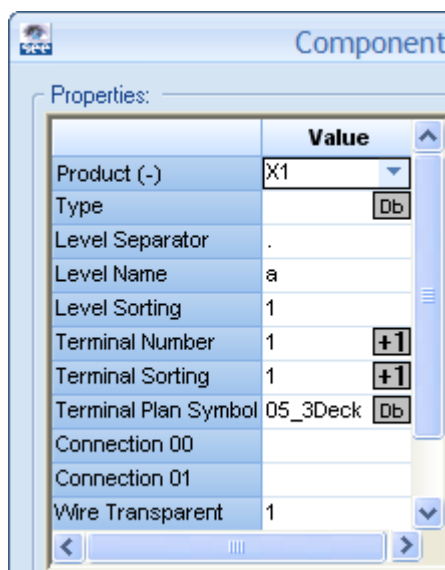 see
Component
Properties:
Value
Product (-) X1
Type Db
Level Separator .
Level Name a
Level Sorting 1
Terminal Number 1 +1
Terminal Sorting 1 +1
Terminal Plan Symbol 05_3Deck Db
Connection 00
Connection 01
Wire Transparent 1